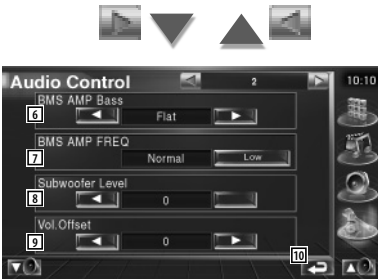 Audio Control 2 10:10
BMS AMP Bass
6 Flat
BMS AMP FREQ
7 Normal Low
Subwoofer Level
8 0
Vol.Offset
9 0
10